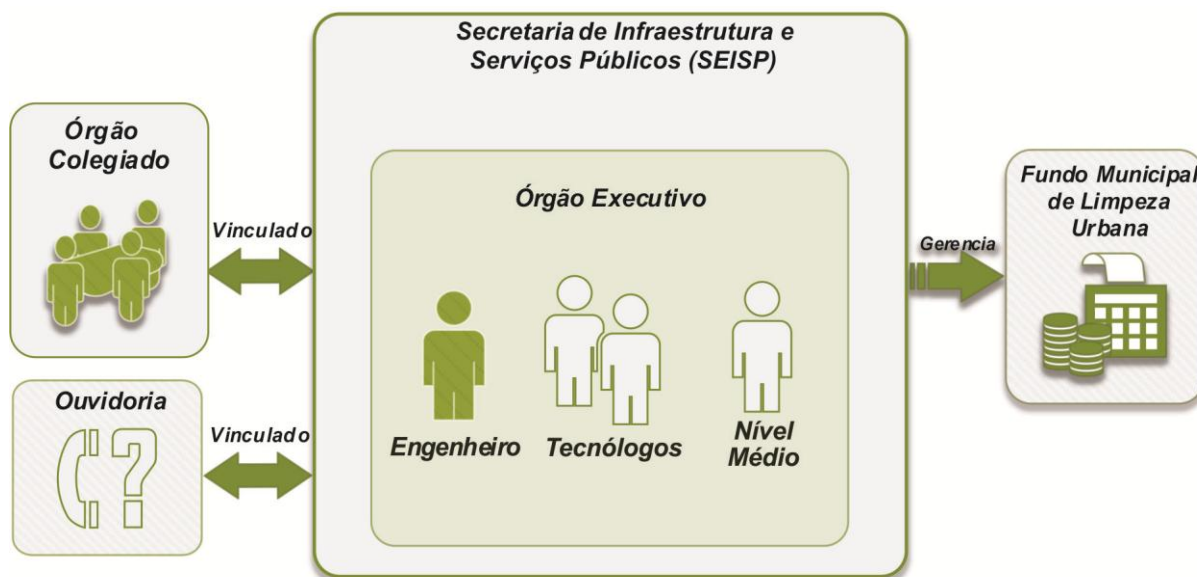 Secretaria de Infraestrutura e
Serviços Públicos (SEISP)
Órgão
Colegiado
Vinculado
Ouvidoria
Vinculado
Órgão Executivo
Engenheiro
Tecnólogos
Nível
Médio
Gerencia
Fundo Municipal
de Limpeza
Urbana